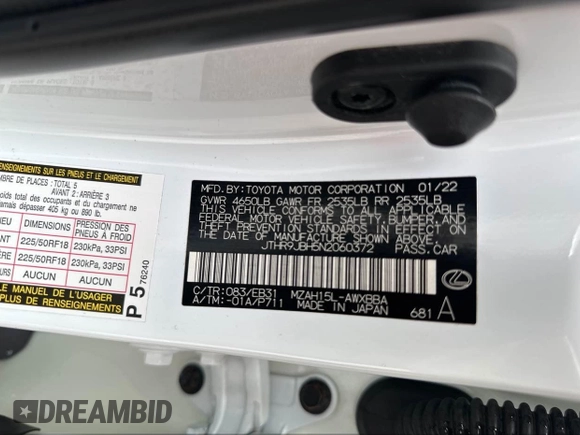 RENSEIGNEMENTS SUR LES PNEUS ET LE CHARGEMENT
MBRE DE PLACES: TOTAL 5
AVANT 2: ARRIÈRE 3
poids total des occupants et du chargement ne
jamais dépasser 405 kg ou 890 lb.
DIMENSIONS
PRESSION DES
PNEUS À FROID
225/50RF18 230kPa, 33PSI
225/50RF18 230kPa, 33PSI
AUCUN AUCUN
LE MANUEL DE L'USAGER
PLUS DE RENSEIGNEMENTS
P 5 76240
MFD. BY: TOYOTA MOTOR CORPORATION 01/22
GVWR 4650LB GAWR FR 2535LB RR 2535LB
THIS VEHICLE CONFORMS TO ALL APPLICABLE
FEDERAL MOTOR VEHICLE SAFETY, BUMPER, AND
THEFT PREVENTION STANDARDS IN EFFECT ON
THE DATE OF MANUFACTURE SHOWN ABOVE.
PASS. CAR
C/TR: 083/EB31 MZAH15L-AWXBBA
A/TM: -01A/P711 MADE IN JAPAN 681 A
DREAMBID